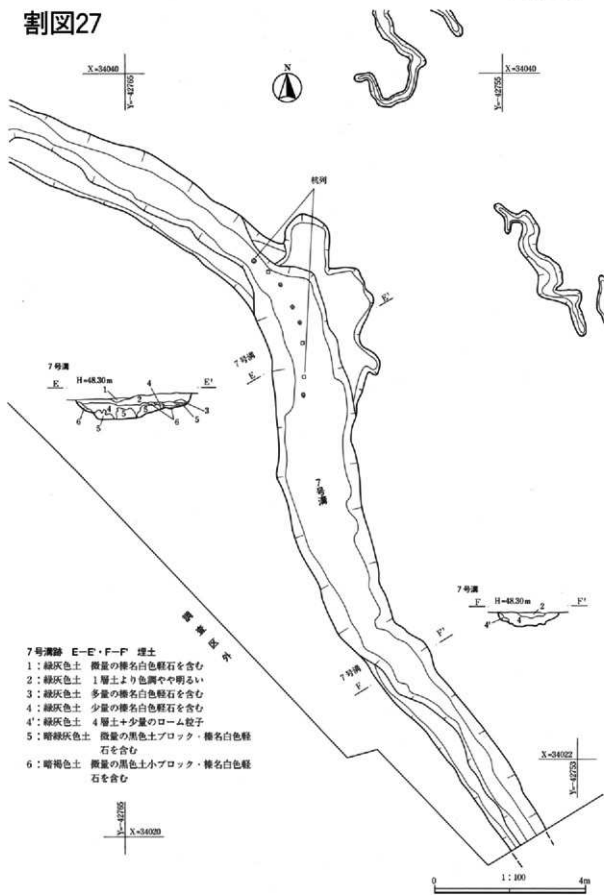 割図27
X=34040
Y=-42765
N
X=34040
Y=-42755
杭列
E'
7号溝
E
7号溝
E
H=48.30m
E'
1
4
2
4
5
5
3
6
5
6
5
7号溝
7号溝
F
H=48.30m
F'
2
4'
4
調査区外
F'
7号溝
F
7号溝跡 E―E'・F―F' 埋土
1：緑灰色土 微量の榛名白色軽石を含む
2：緑灰色土 1層土より色調やや明るい
3：緑灰色土 多量の榛名白色軽石を含む
4：緑灰色土 少量の榛名白色軽石を含む
4'：緑灰色土 4層土+少量のローム粒子
5：暗緑灰色土 微量の黒色土ブロック・榛名白色軽
石を含む
6：暗褐色土 微量の黒色土小ブロック・榛名白色軽
石を含む
X=34022
Y=-42753
Y=-42765
X=34020
0
1：100
4m